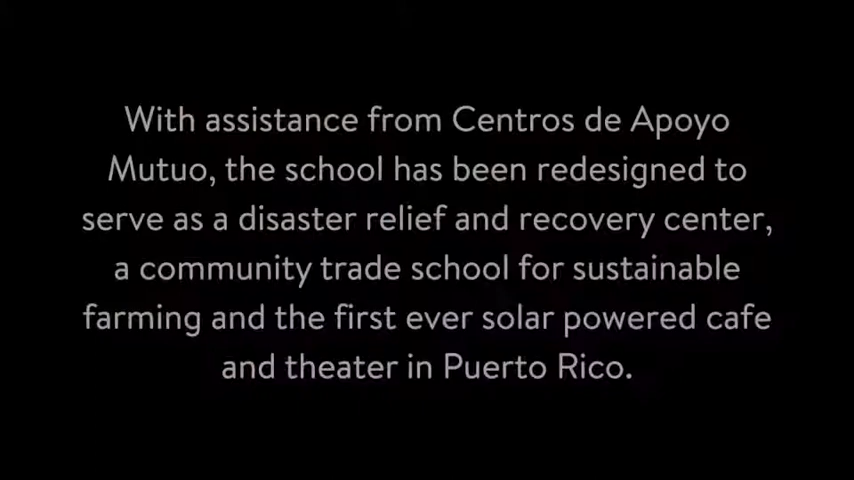 With assistance from Centros de Apoyo
Mutuo, the school has been redesigned to
serve as a disaster relief and recovery center,
a community trade school for sustainable
farming and the first ever solar powered cafe
and theater in Puerto Rico.